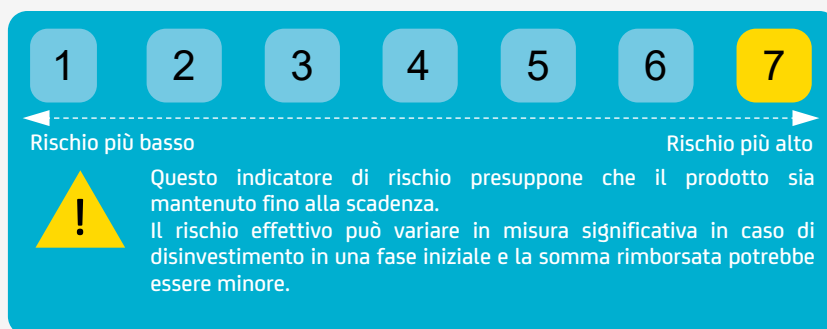 1 2 3 4 5 6 7
Rischio più basso Rischio più alto
!
Questo indicatore di rischio presuppone che il prodotto sia
mantenuto fino alla scadenza.
Il rischio effettivo può variare in misura significativa in caso di
disinvestimento in una fase iniziale e la somma rimborsata potrebbe
essere minore.